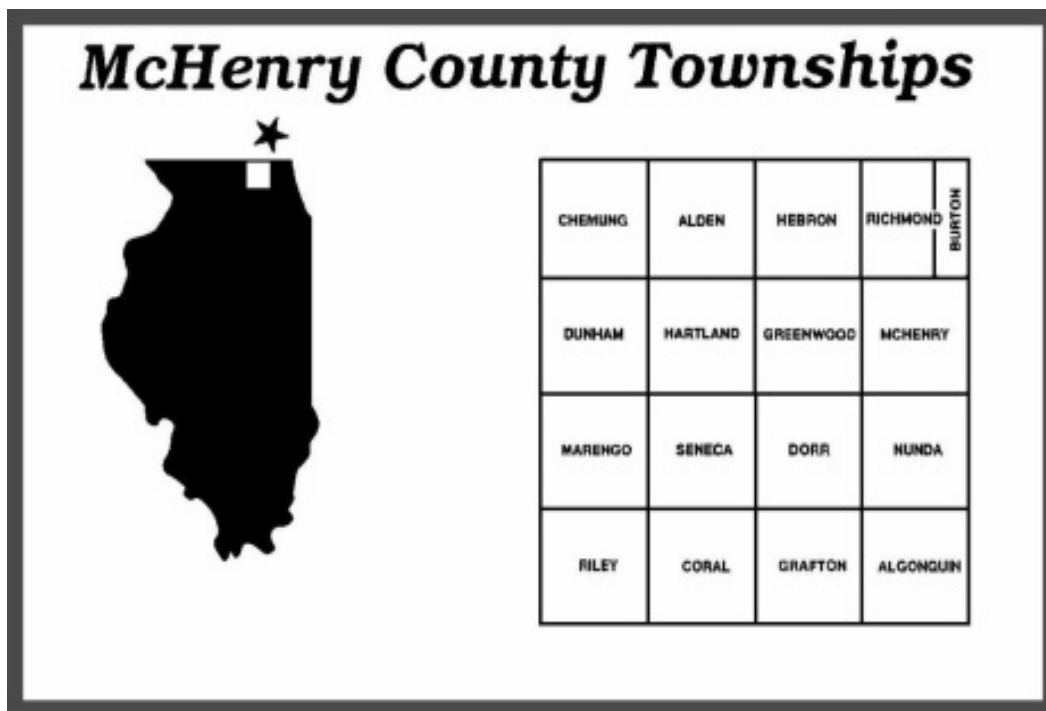 McHenry County Townships
CHEMUNG ALDEN HEBRON RICHMOND BURTON
DUNHAM HARTLAND GREENWOOD MCHENRY
MARENGO SENECA DORR NUNDA
RILEY CORAL GRAFTON ALGONQUIN